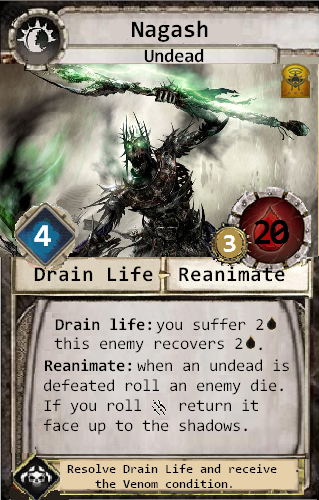 Nagash
Undead
4
3
20
Drain Life Reanimate
Drain life: you suffer 2
this enemy recovers 2.
Reanimate: when an undead is
defeated roll an enemy die.
If you roll return it
face up to the shadows.
Resolve Drain Life and receive
the Venom condition.